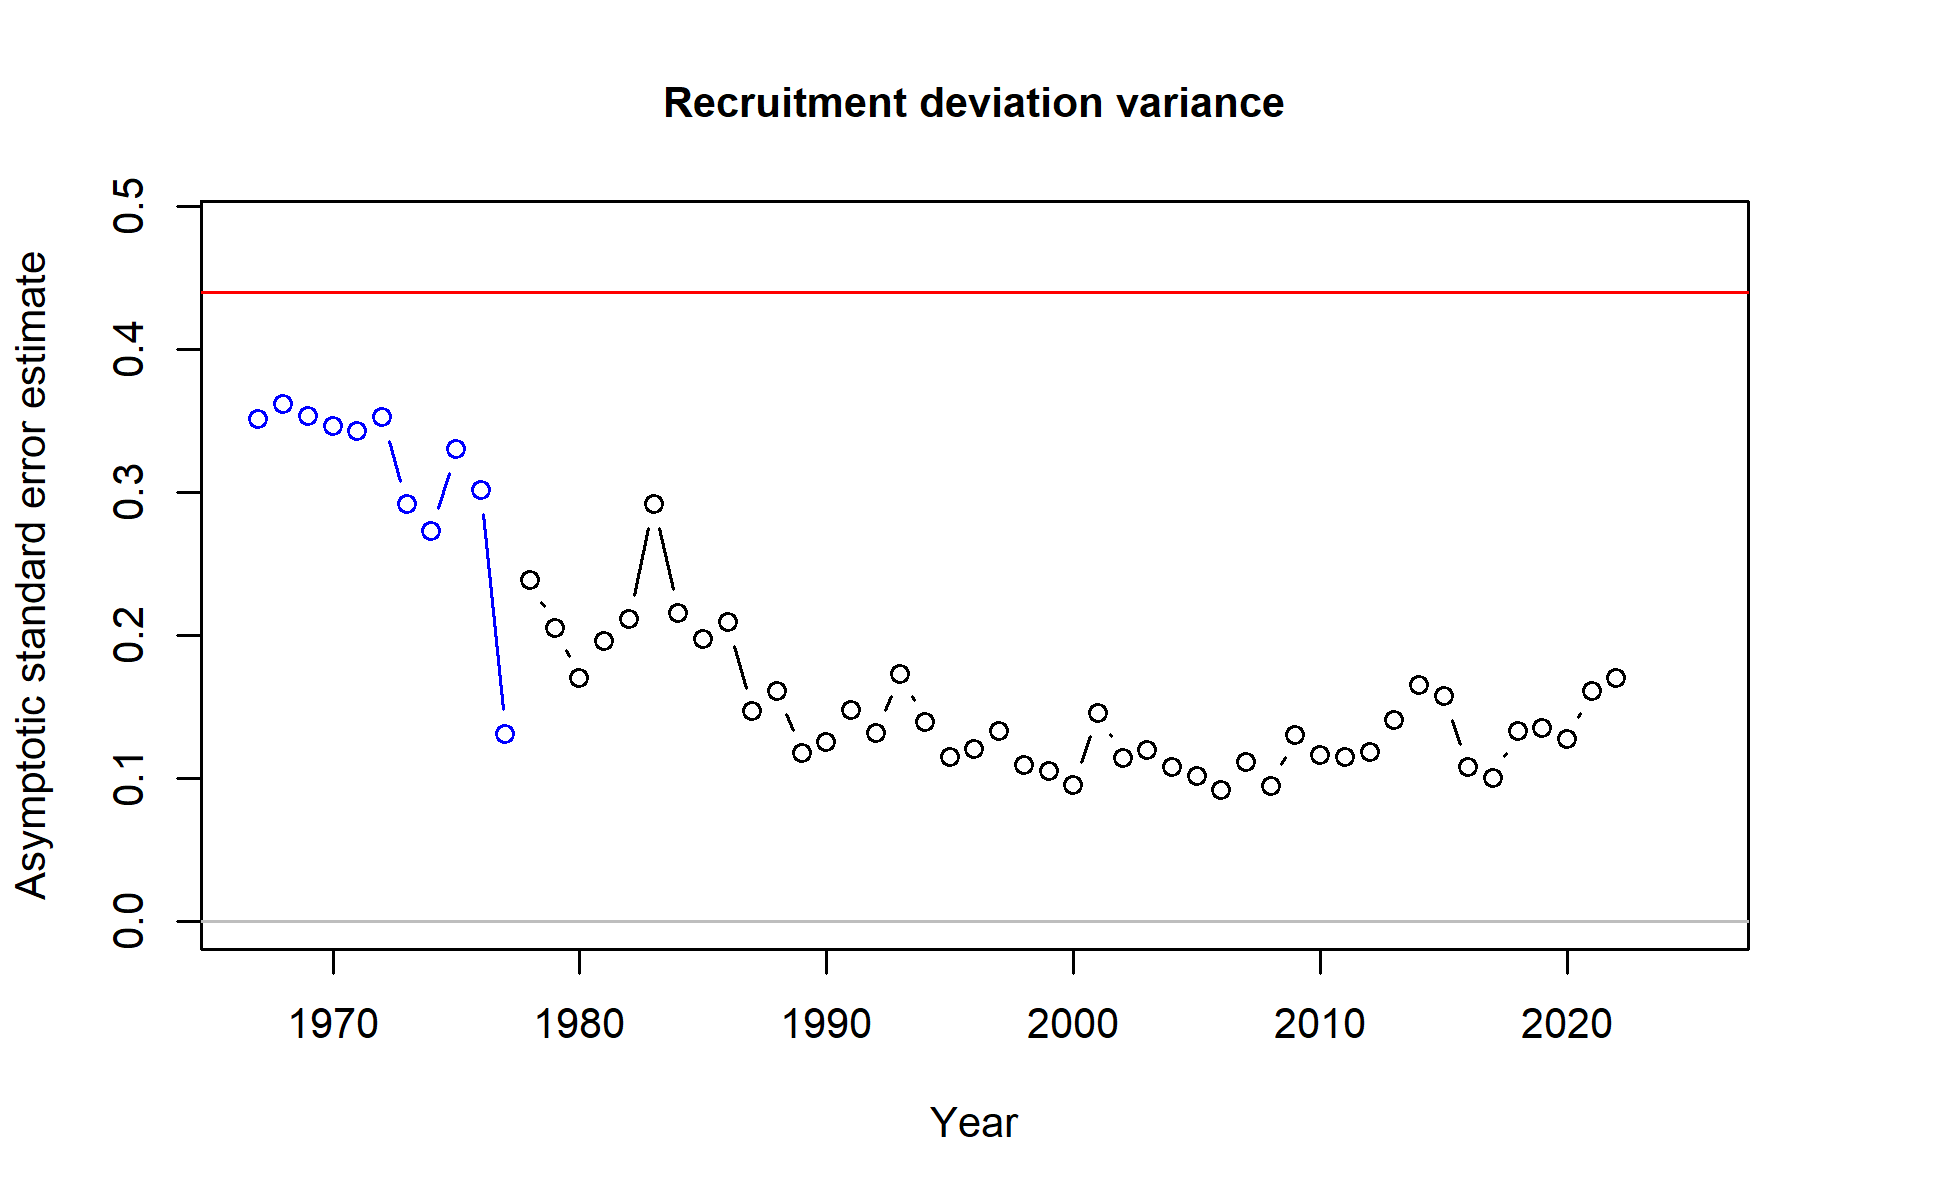 Recruitment deviation variance
Asymptotic standard error estimate
0.5
0.4
0.3
0.2
0.1
0.0
1970 1980 1990 2000 2010 2020
Year